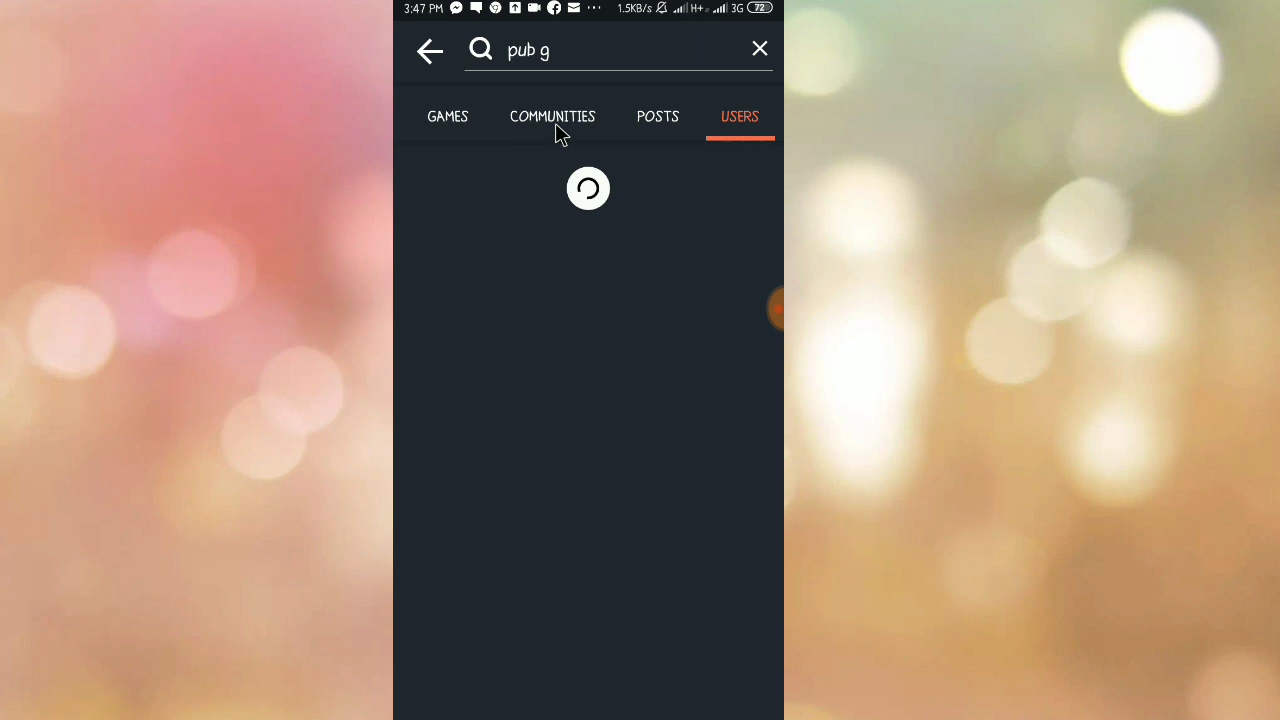 3:47 PM ... 1.5KB/s H+ 3G 72
pub g
GAMES COMMUNITIES POSTS USERS